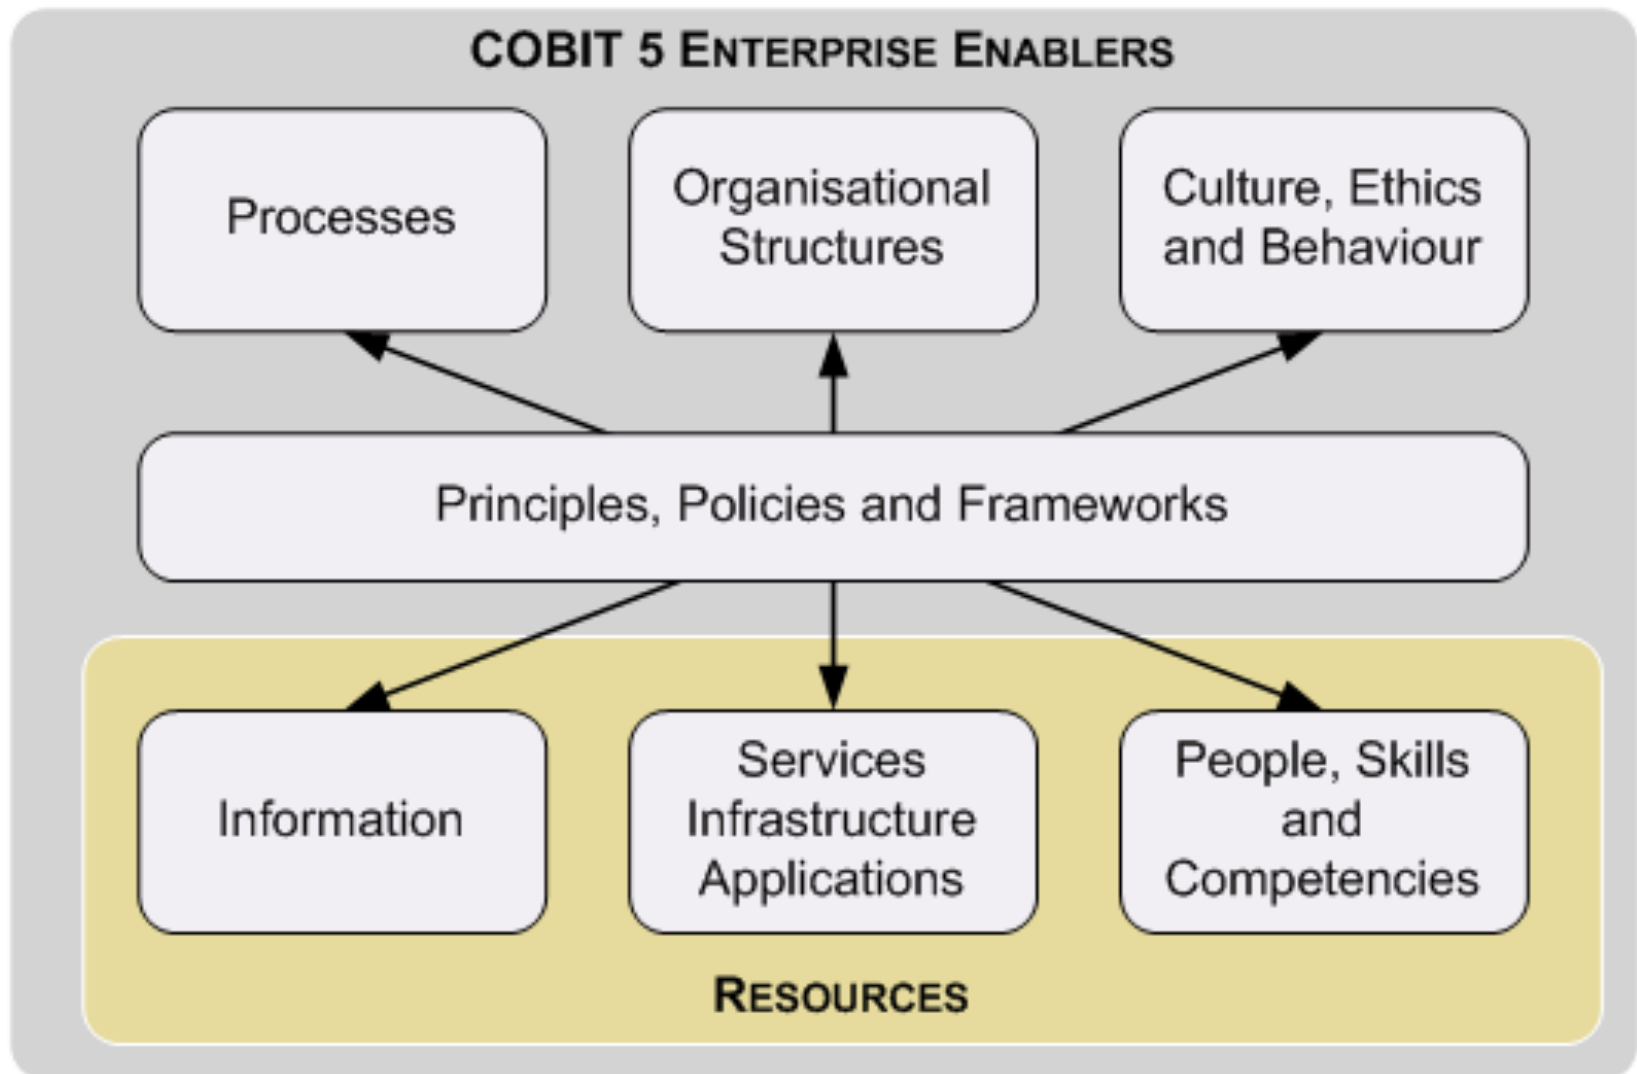 COBIT 5 ENTERPRISE ENABLERS
Processes
Organisational
Structures
Culture, Ethics
and Behaviour
Principles, Policies and Frameworks
Information
Services
Infrastructure
Applications
People, Skills
and
Competencies
RESOURCES